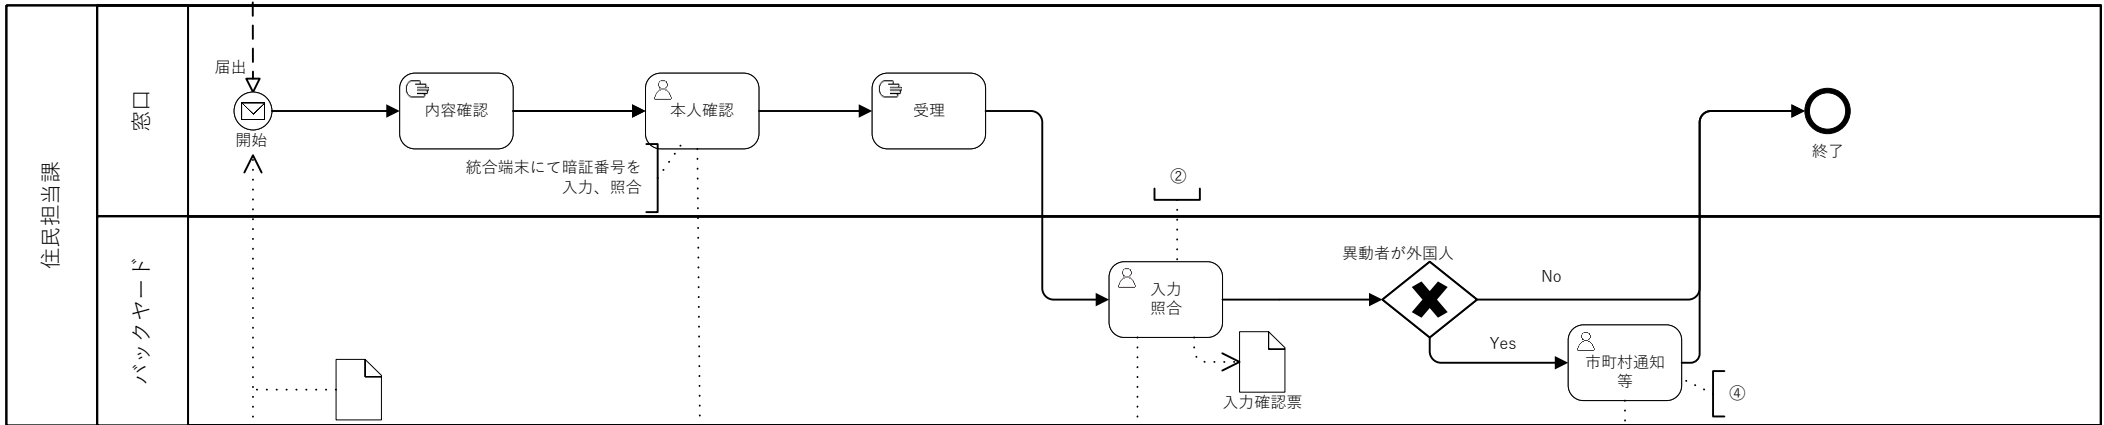 住民担当課
窓口
届出
開始
内容確認
本人確認
統合端末にて暗証番号を
入力、照合
受理
②
終了
バックヤード
入力
照合
入力確認票
異動者が外国人
No
Yes
市町村通知
等
④